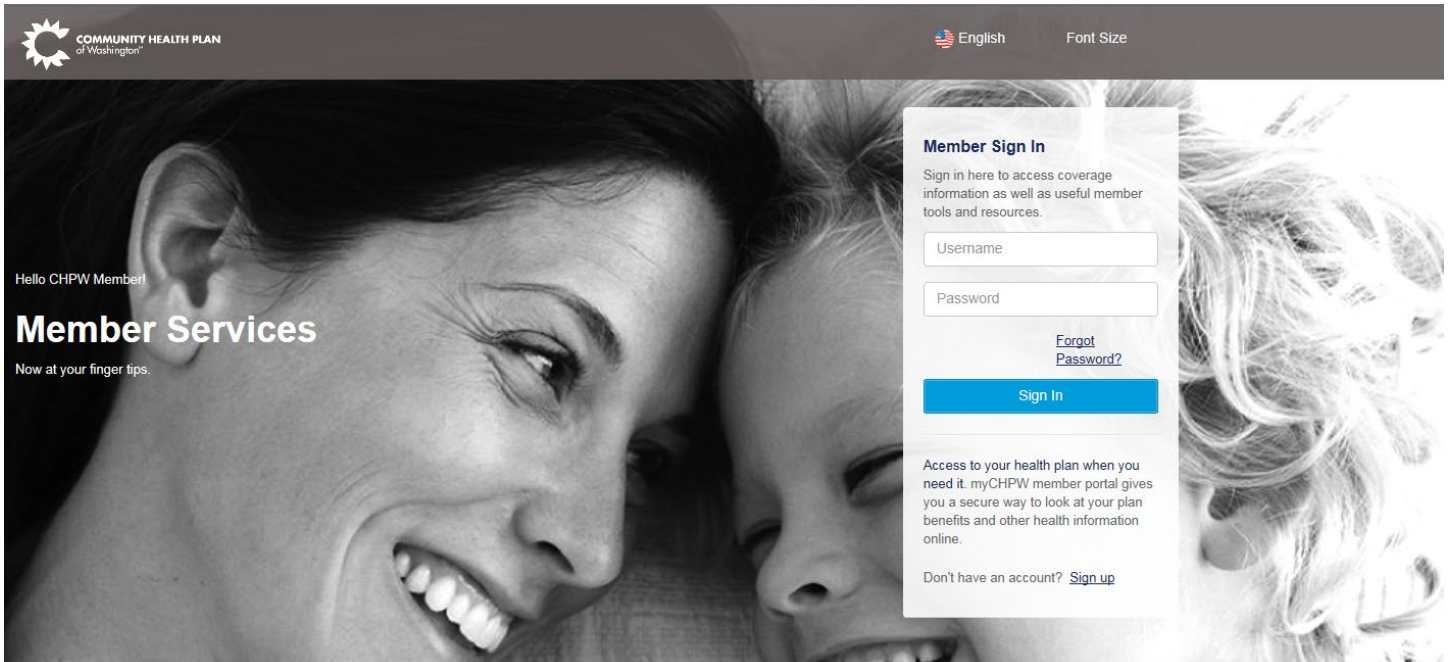 COMMUNITY HEALTH PLAN
of Washington™
English
Font Size
Hello CHPW Member!
Member Services
Now at your finger tips.
Member Sign In
Sign in here to access coverage
information as well as useful member
tools and resources.
Username
Password
Forgot
Password?
Sign In
Access to your health plan when you
need it. myCHPW member portal gives
you a secure way to look at your plan
benefits and other health information
online.
Don't have an account? Sign up